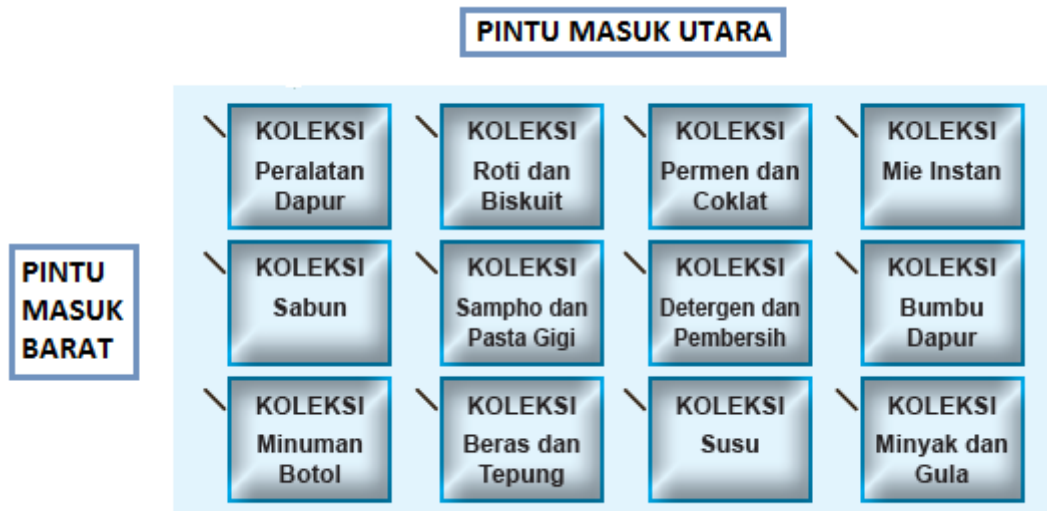 PINTU MASUK UTARA
KOLEKSI
Peralatan
Dapur
KOLEKSI
Roti dan
Biskuit
KOLEKSI
Permen dan
Coklat
KOLEKSI
Mie Instan
PINTU
MASUK
BARAT
KOLEKSI
Sabun
KOLEKSI
Sampho dan
Pasta Gigi
KOLEKSI
Detergen dan
Pembersih
KOLEKSI
Bumbu
Dapur
KOLEKSI
Minuman
Botol
KOLEKSI
Beras dan
Tepung
KOLEKSI
Susu
KOLEKSI
Minyak dan
Gula